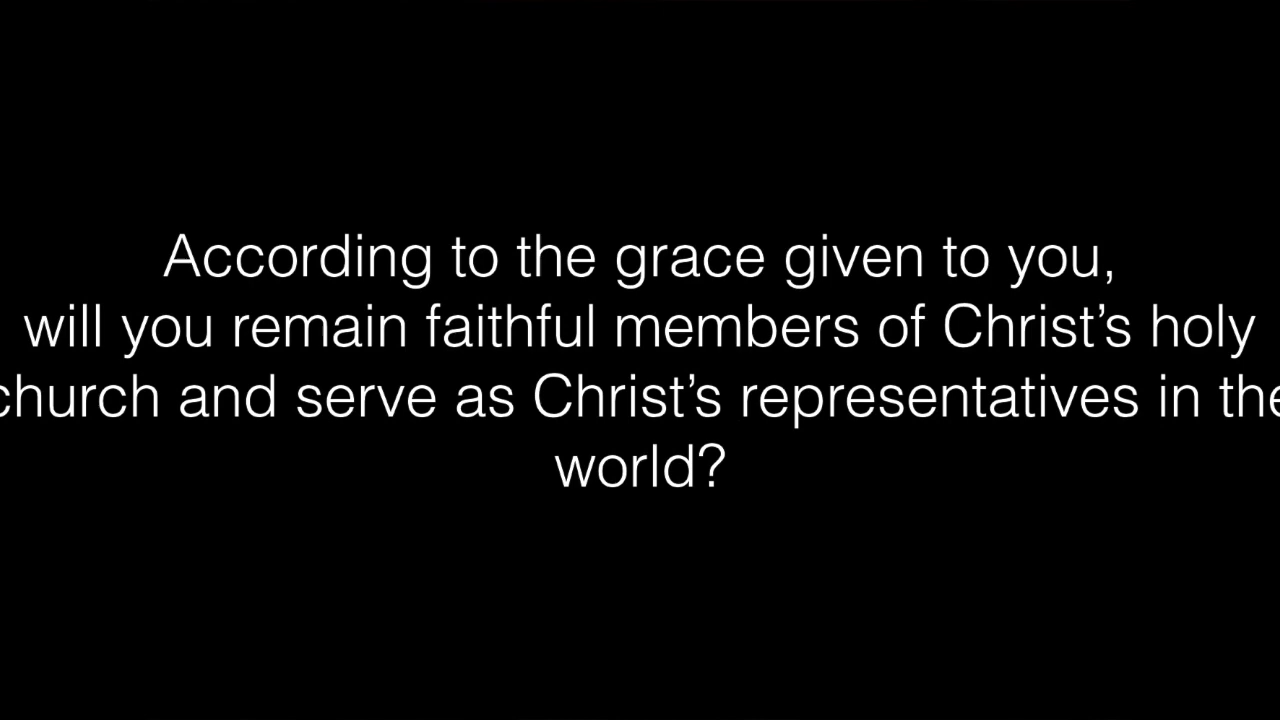 According to the grace given to you,
will you remain faithful members of Christ’s holy
church and serve as Christ’s representatives in the
world?